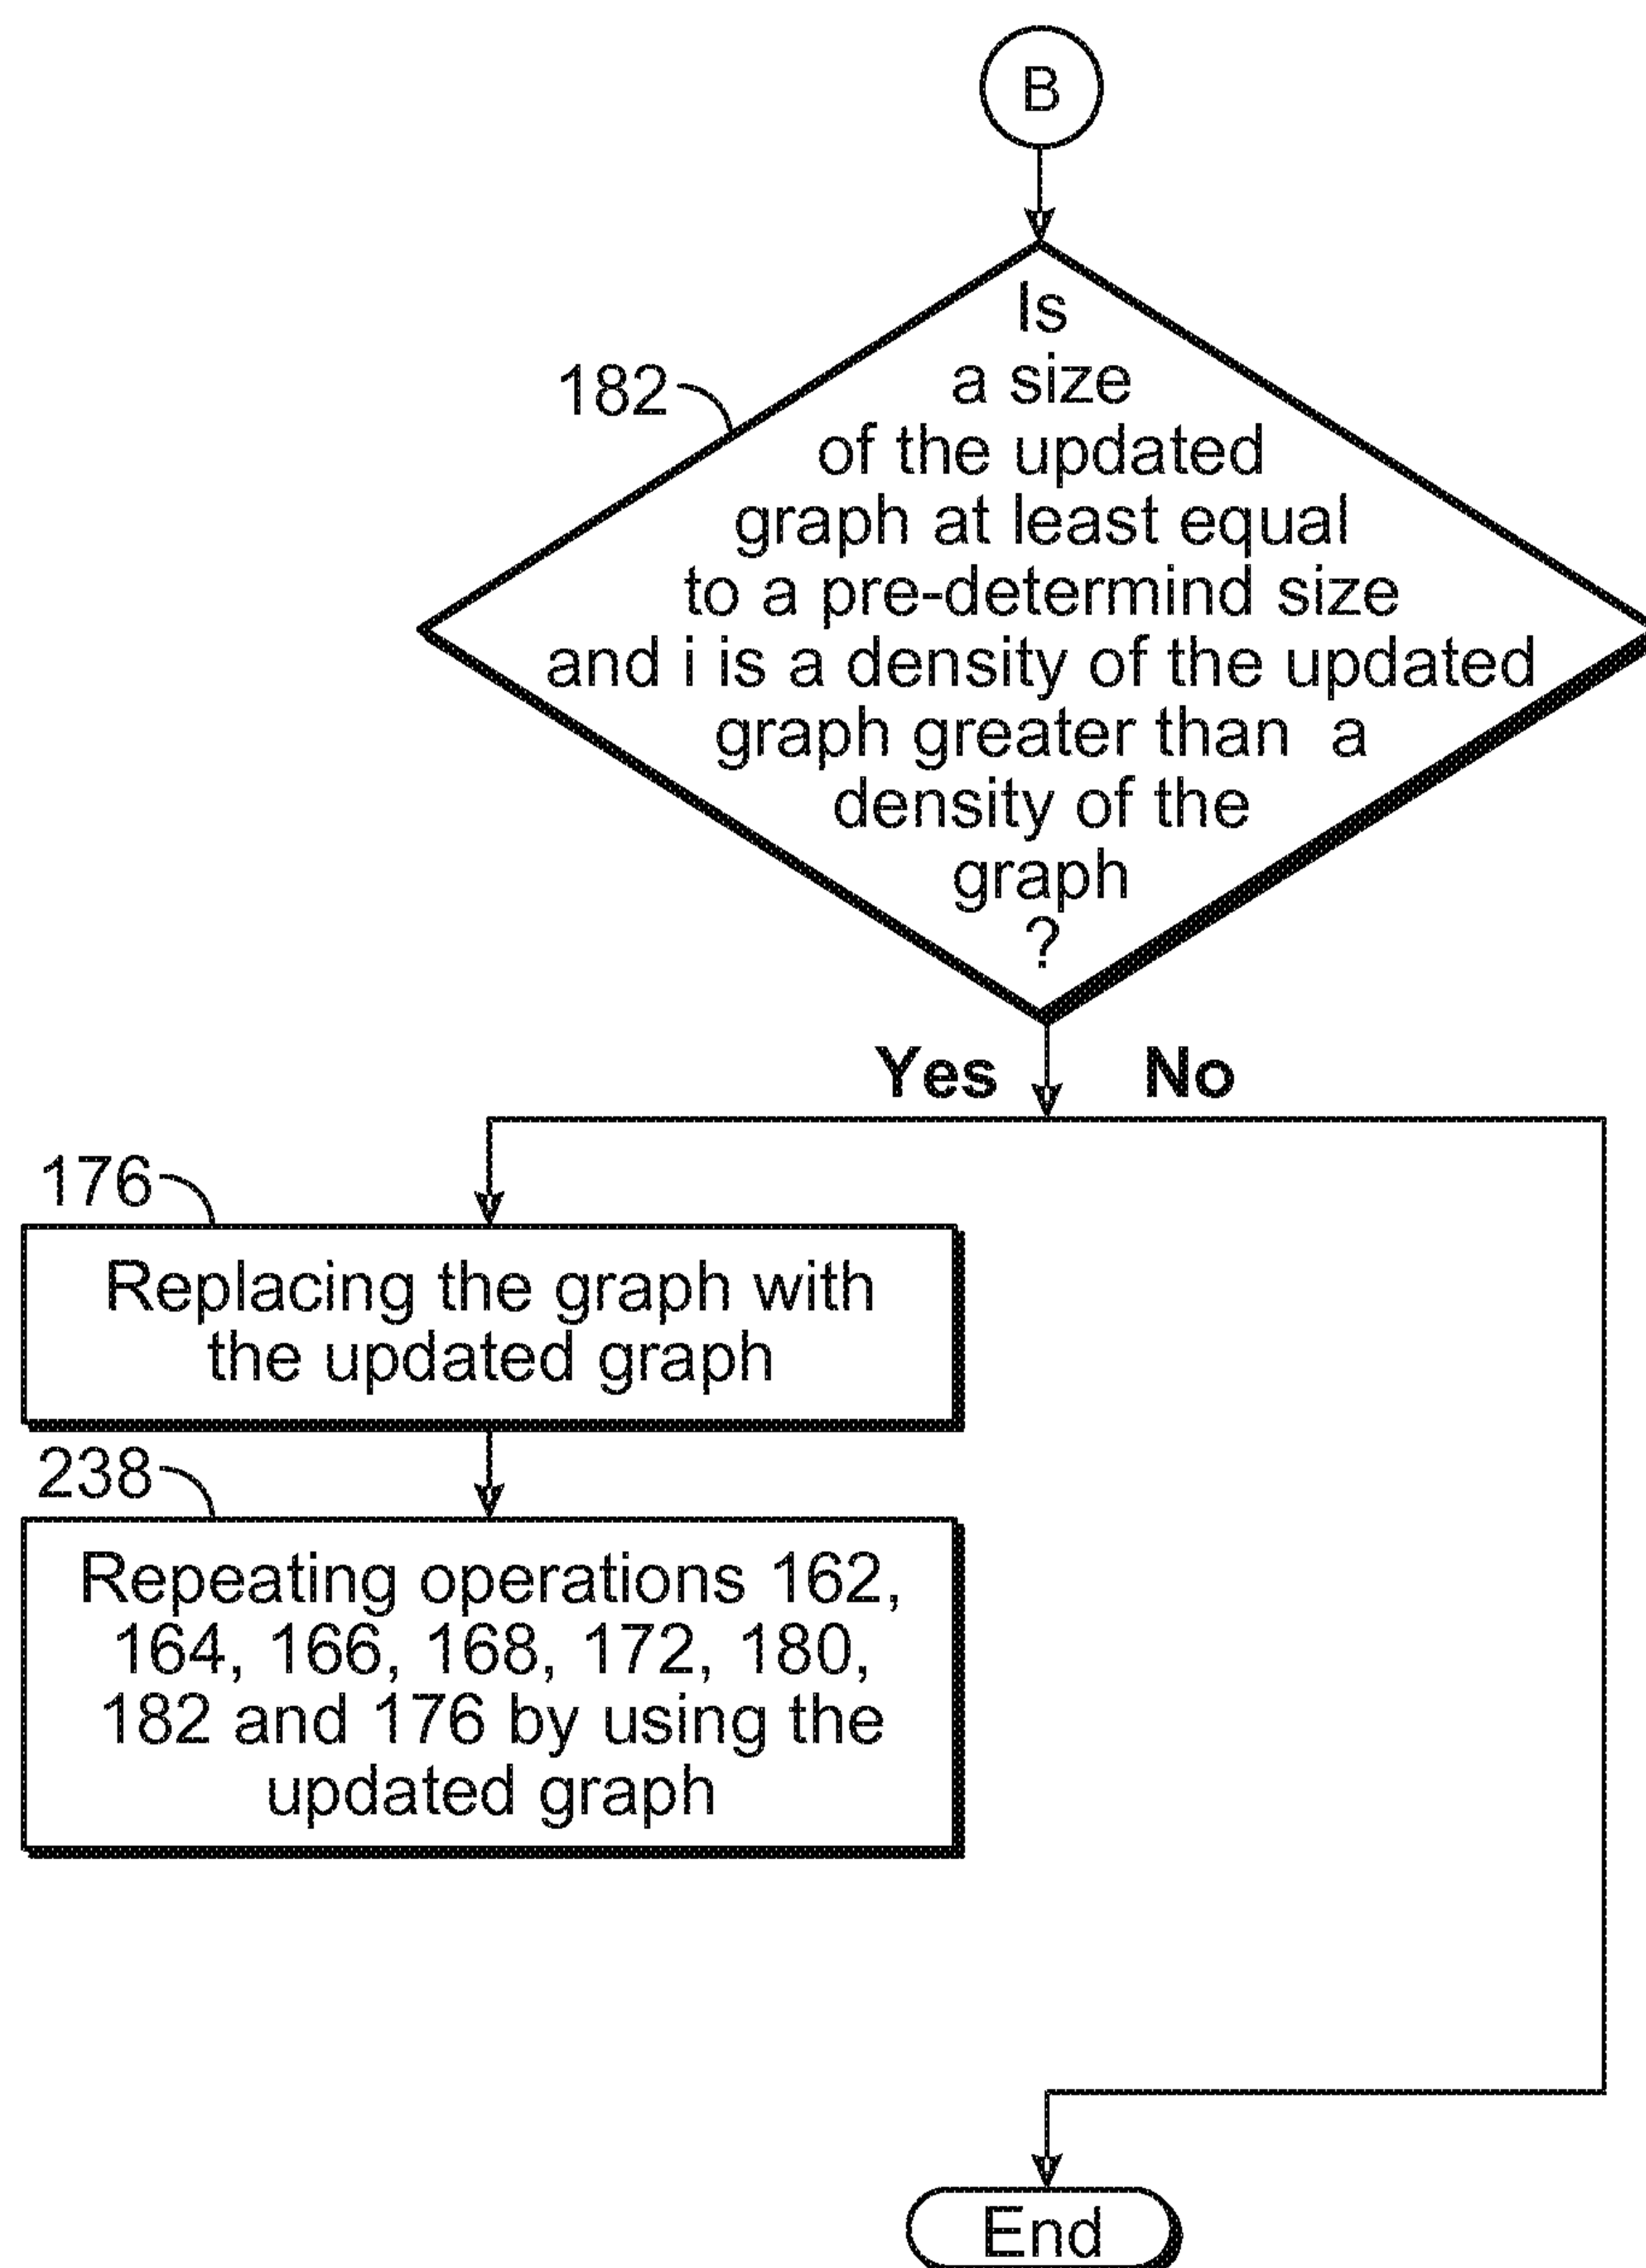 B
182
Is
a size
of the updated
graph at least equal
to a pre-determind size
and i is a density of the updated
graph greater than a
density of the
graph
?
Yes No
176
Replacing the graph with
the updated graph
238
Repeating operations 162,
164, 166, 168, 172, 180,
182 and 176 by using the
updated graph
End